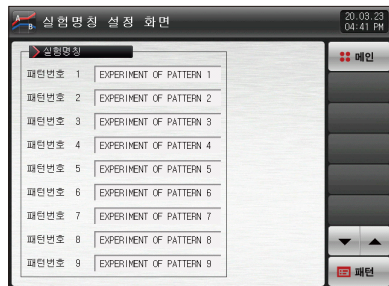 실험명칭 설정 화면
20.03.23
04:41 PM
실험명칭
패턴번호 1 EXPERIMENT OF PATTERN 1
패턴번호 2 EXPERIMENT OF PATTERN 2
패턴번호 3 EXPERIMENT OF PATTERN 3
패턴번호 4 EXPERIMENT OF PATTERN 4
패턴번호 5 EXPERIMENT OF PATTERN 5
패턴번호 6 EXPERIMENT OF PATTERN 6
패턴번호 7 EXPERIMENT OF PATTERN 7
패턴번호 8 EXPERIMENT OF PATTERN 8
패턴번호 9 EXPERIMENT OF PATTERN 9
메인
패턴